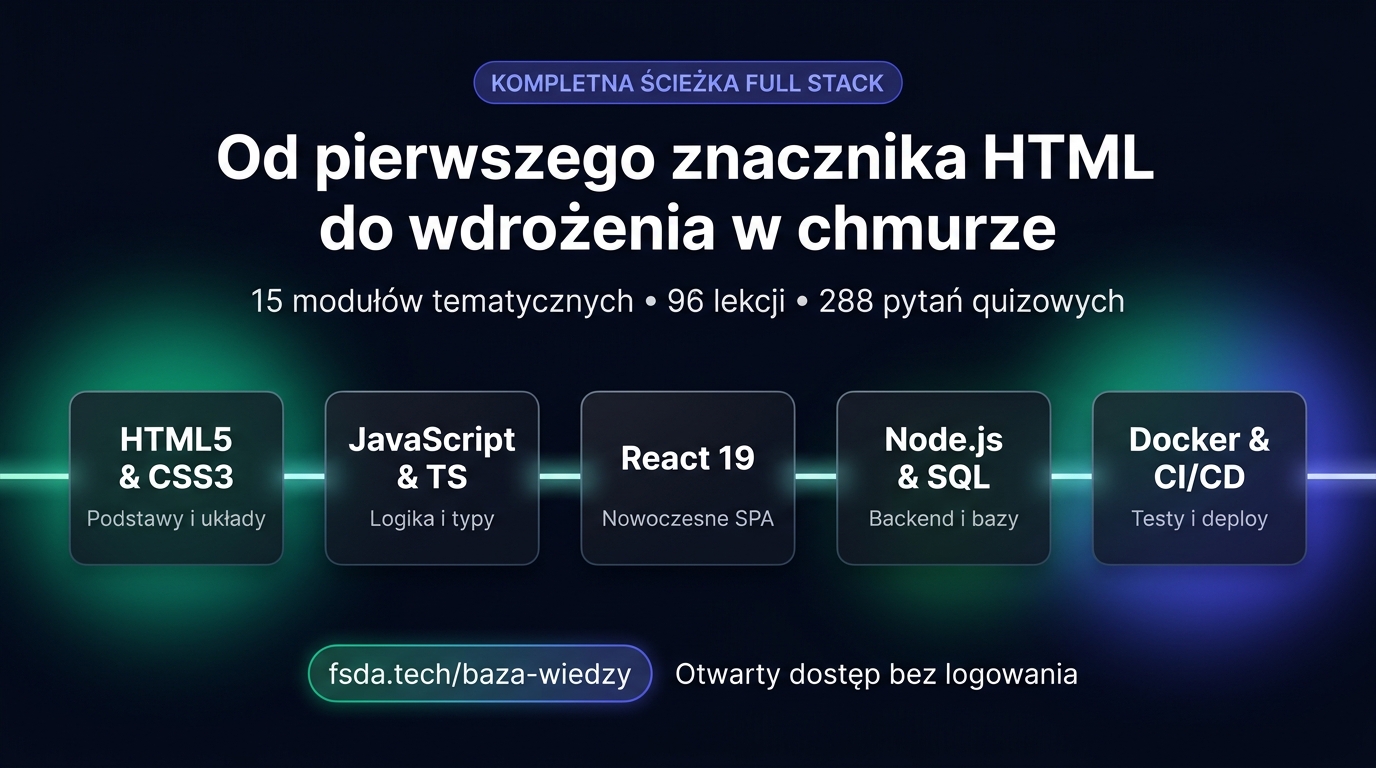 KOMPLETNA ŚCIEŻKA FULL STACK
Od pierwszego znacznika HTML
do wdrożenia w chmurze
15 modułów tematycznych • 96 lekcji • 288 pytań quizowych
HTML5
& CSS3
Podstawy i układy
JavaScript
& TS
Logika i typy
React 19
Nowoczesne SPA
Node.js
& SQL
Backend i bazy
Docker &
CI/CD
Testy i deploy
fsda.tech/baza-wiedzy
Otwarty dostęp bez logowania